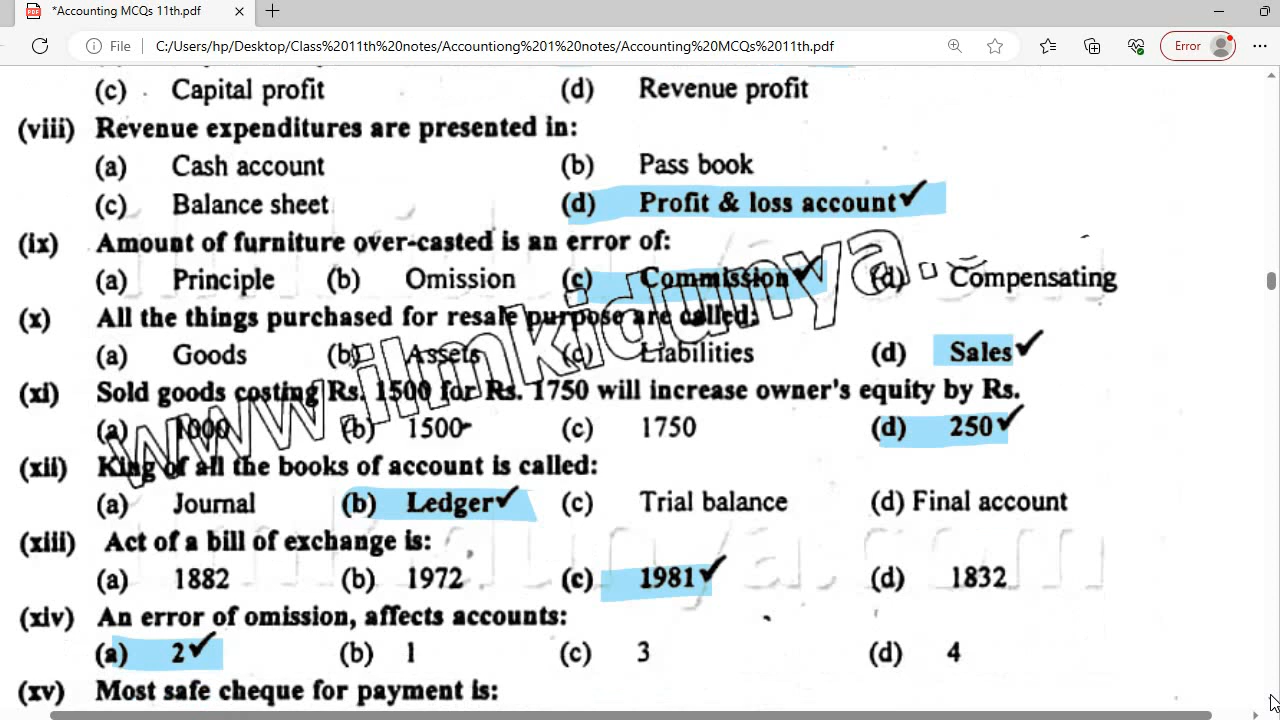 *Accounting MCQs 11th.pdf
File C:/Users/hp/Desktop/Class%2011th%20notes/Accountiong%201%20notes/Accounting%20MCQs%2011th.pdf Error
(c) Capital profit (d) Revenue profit
(viii) Revenue expenditures are presented in:
(a) Cash account (b) Pass book
(c) Balance sheet (d) Profit & loss account✓
(ix) Amount of furniture over-casted is an error of:
(a) Principle (b) Omission (c) Commission✓ (d) Compensating
(x) All the things purchased for resale purpose are called:
(a) Goods (b) Assets (c) Liabilities (d) Sales✓
(xi) Sold goods costing Rs. 1500 for Rs. 1750 will increase owner's equity by Rs.
(a) 1000 (b) 1500 (c) 1750 (d) 250✓
(xii) King of all the books of account is called:
(a) Journal (b) Ledger✓ (c) Trial balance (d) Final account
(xiii) Act of a bill of exchange is:
(a) 1882 (b) 1972 (c) 1981✓ (d) 1832
(xiv) An error of omission, affects accounts:
(a) 2✓ (b) 1 (c) 3 (d) 4
(xv) Most safe cheque for payment is:
www.ilmkidunya.